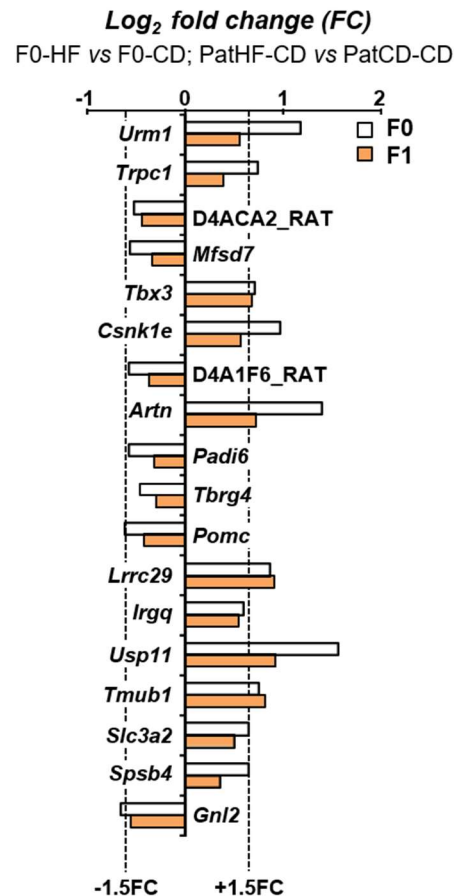 Log₂ fold change (FC)
F0-HF vs F0-CD; PatHF-CD vs PatCD-CD
-1 0 1 2
F0
F1
Urm1
Trpc1
D4ACA2_RAT
Mfsd7
Tbx3
Csnk1e
D4A1F6_RAT
Artn
Padi6
Tbrg4
Pomc
Lrrc29
Irgq
Usp11
Tmub1
Slc3a2
Spsb4
Gnl2
-1.5FC +1.5FC